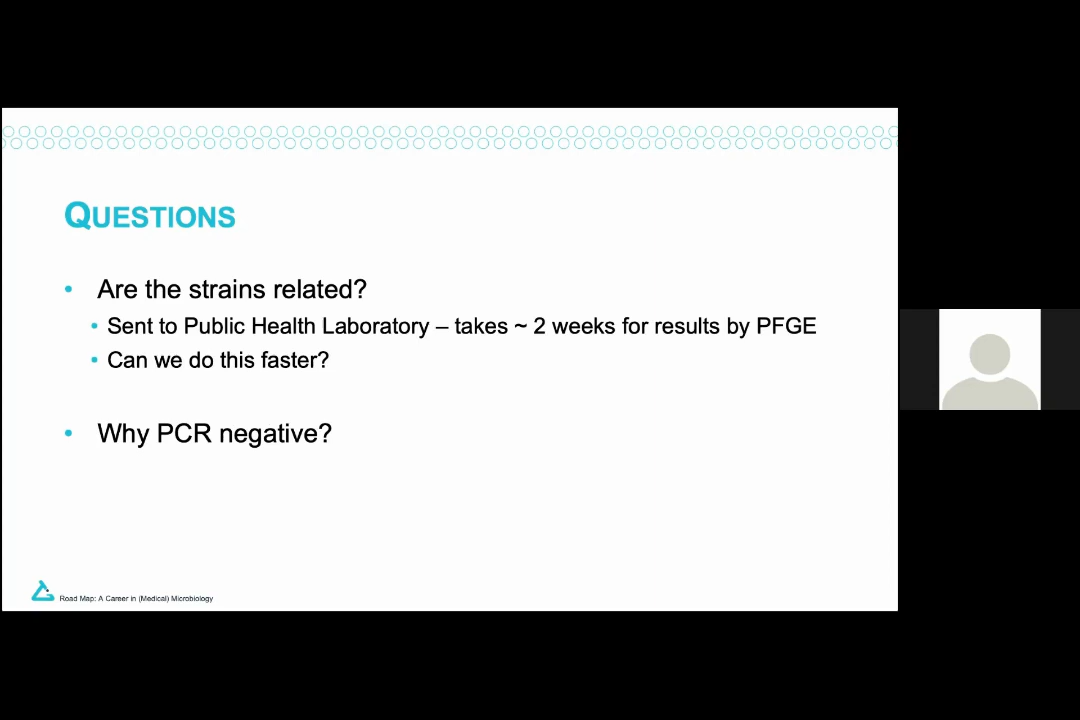 QUESTIONS
• Are the strains related?
• Sent to Public Health Laboratory – takes ~ 2 weeks for results by PFGE
• Can we do this faster?
• Why PCR negative?
Road Map: A Career in (Medical) Microbiology